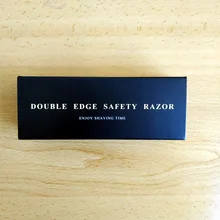 DOUBLE EDGE SAFETY RAZOR
ENJOY SHAVING TIME